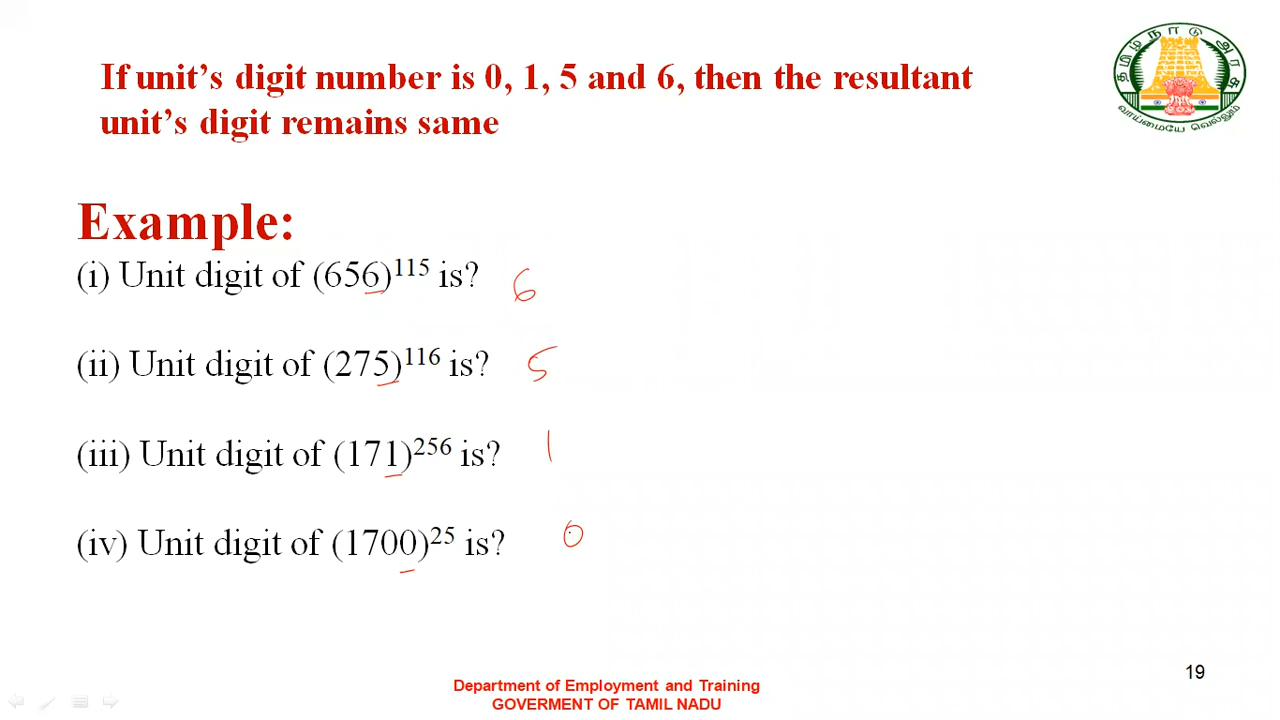 If unit’s digit number is 0, 1, 5 and 6, then the resultant
unit’s digit remains same
தமிழ்நாடு அரசு
வாய்மையே வெல்லும்
Example:
(i) Unit digit of (656)^115 is? 6
(ii) Unit digit of (275)^116 is? 5
(iii) Unit digit of (171)^256 is? 1
(iv) Unit digit of (1700)^25 is? 0
19
Department of Employment and Training
GOVERMENT OF TAMIL NADU